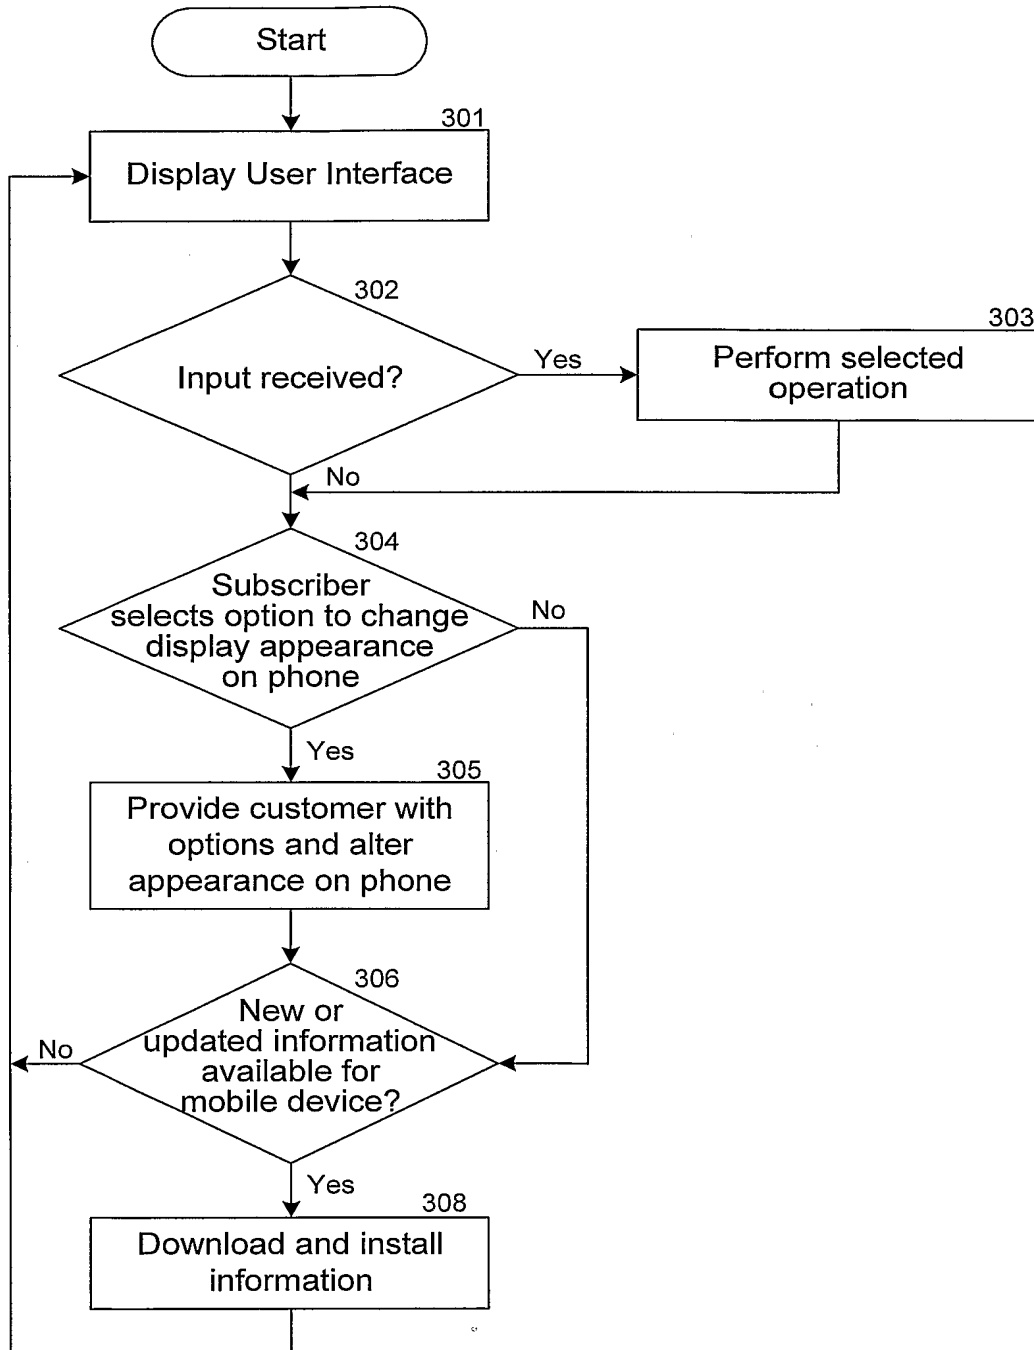 Start
301
Display User Interface
302
Input received?
Yes
303
Perform selected
operation
No
304
Subscriber
selects option to change
display appearance
on phone
No
Yes
305
Provide customer with
options and alter
appearance on phone
306
New or
updated information
available for
mobile device?
No
Yes
308
Download and install
information